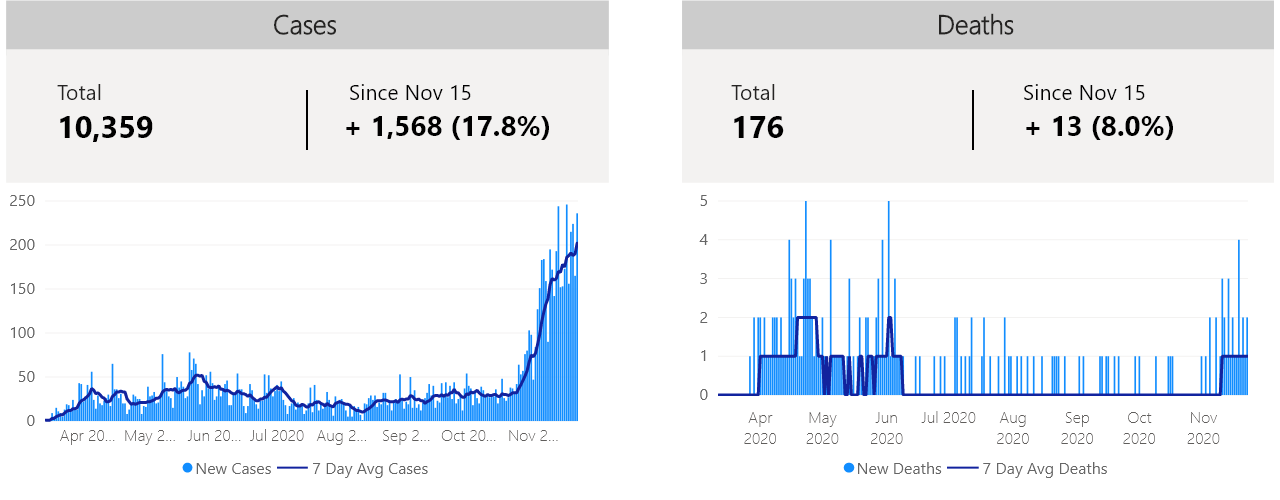 Cases
Total
10,359
Since Nov 15
+ 1,568 (17.8%)
250
200
150
100
50
0
Apr 20... May 2... Jun 20... Jul 2020 Aug 2... Sep 2... Oct 20... Nov 2...
New Cases 7 Day Avg Cases
Deaths
Total
176
Since Nov 15
+ 13 (8.0%)
5
4
3
2
1
0
Apr 2020 May 2020 Jun 2020 Jul 2020 Aug 2020 Sep 2020 Oct 2020 Nov 2020
New Deaths 7 Day Avg Deaths